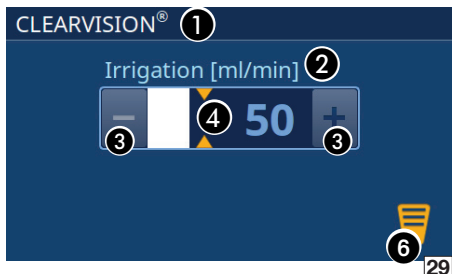 CLEARVISION® 1
Irrigation [ml/min] 2
− 4 50 +
3 3
6
29